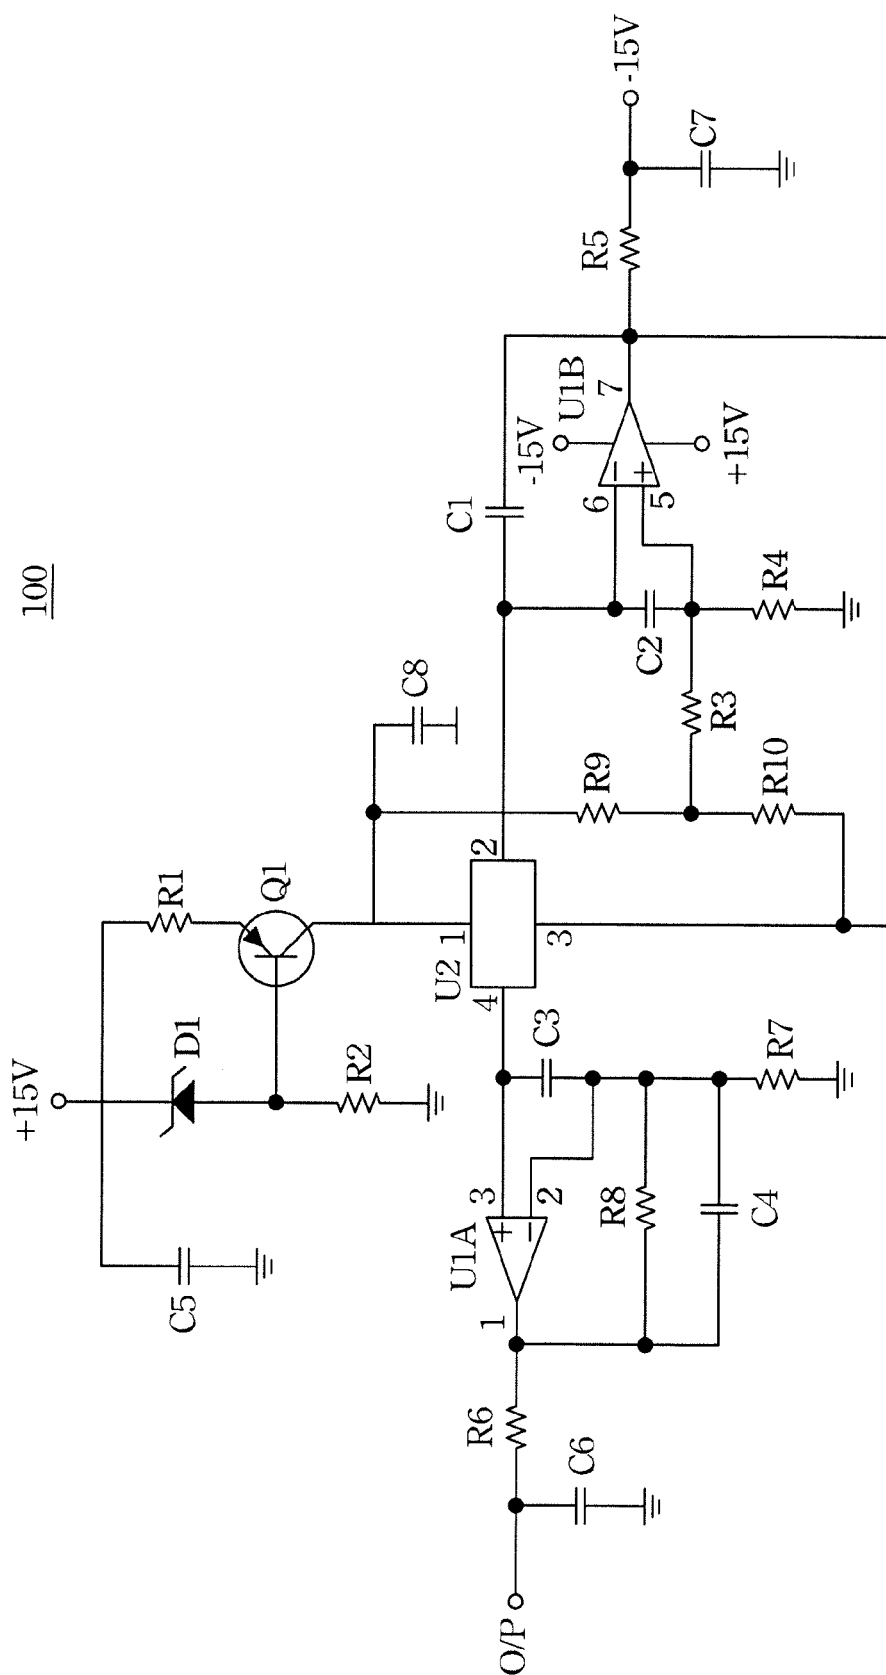 100
+15V
C5
D1
R1
Q1
R2
C8
U2
1
2
3
4
C1
-15V
U1B
6
5
7
+15V
R5
-15V
C7
C2
R3
R4
R9
R10
C3
U1A
3
2
1
R8
C4
R7
R6
C6
O/P